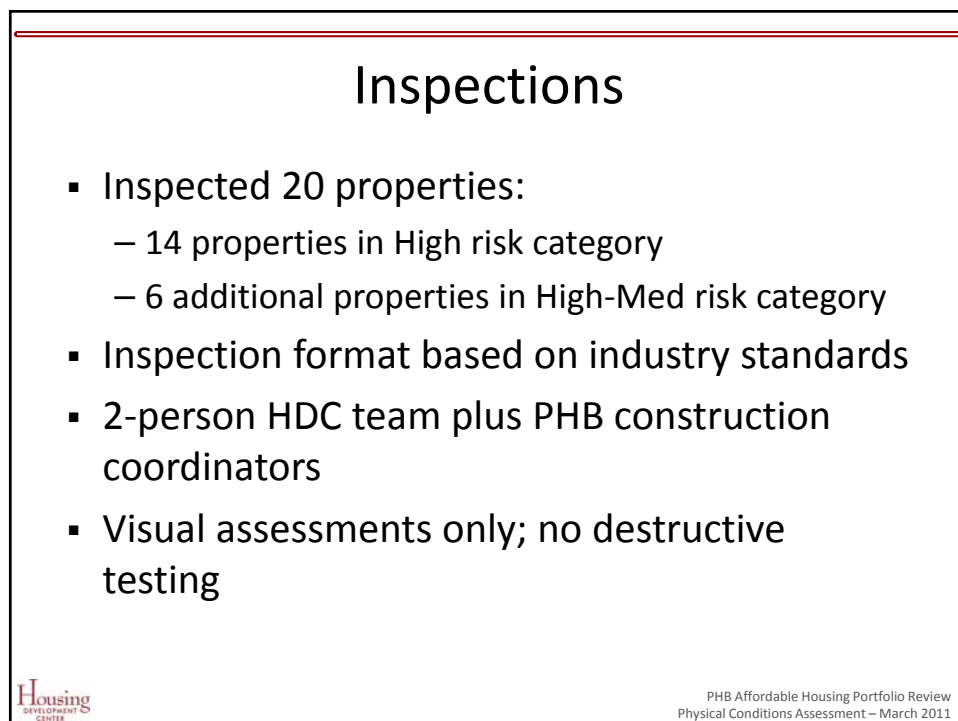 Inspections
▪ Inspected 20 properties:
– 14 properties in High risk category
– 6 additional properties in High-Med risk category
▪ Inspection format based on industry standards
▪ 2-person HDC team plus PHB construction
coordinators
▪ Visual assessments only; no destructive
testing
Housing
DEVELOPMENT
CENTER
PHB Affordable Housing Portfolio Review
Physical Conditions Assessment – March 2011